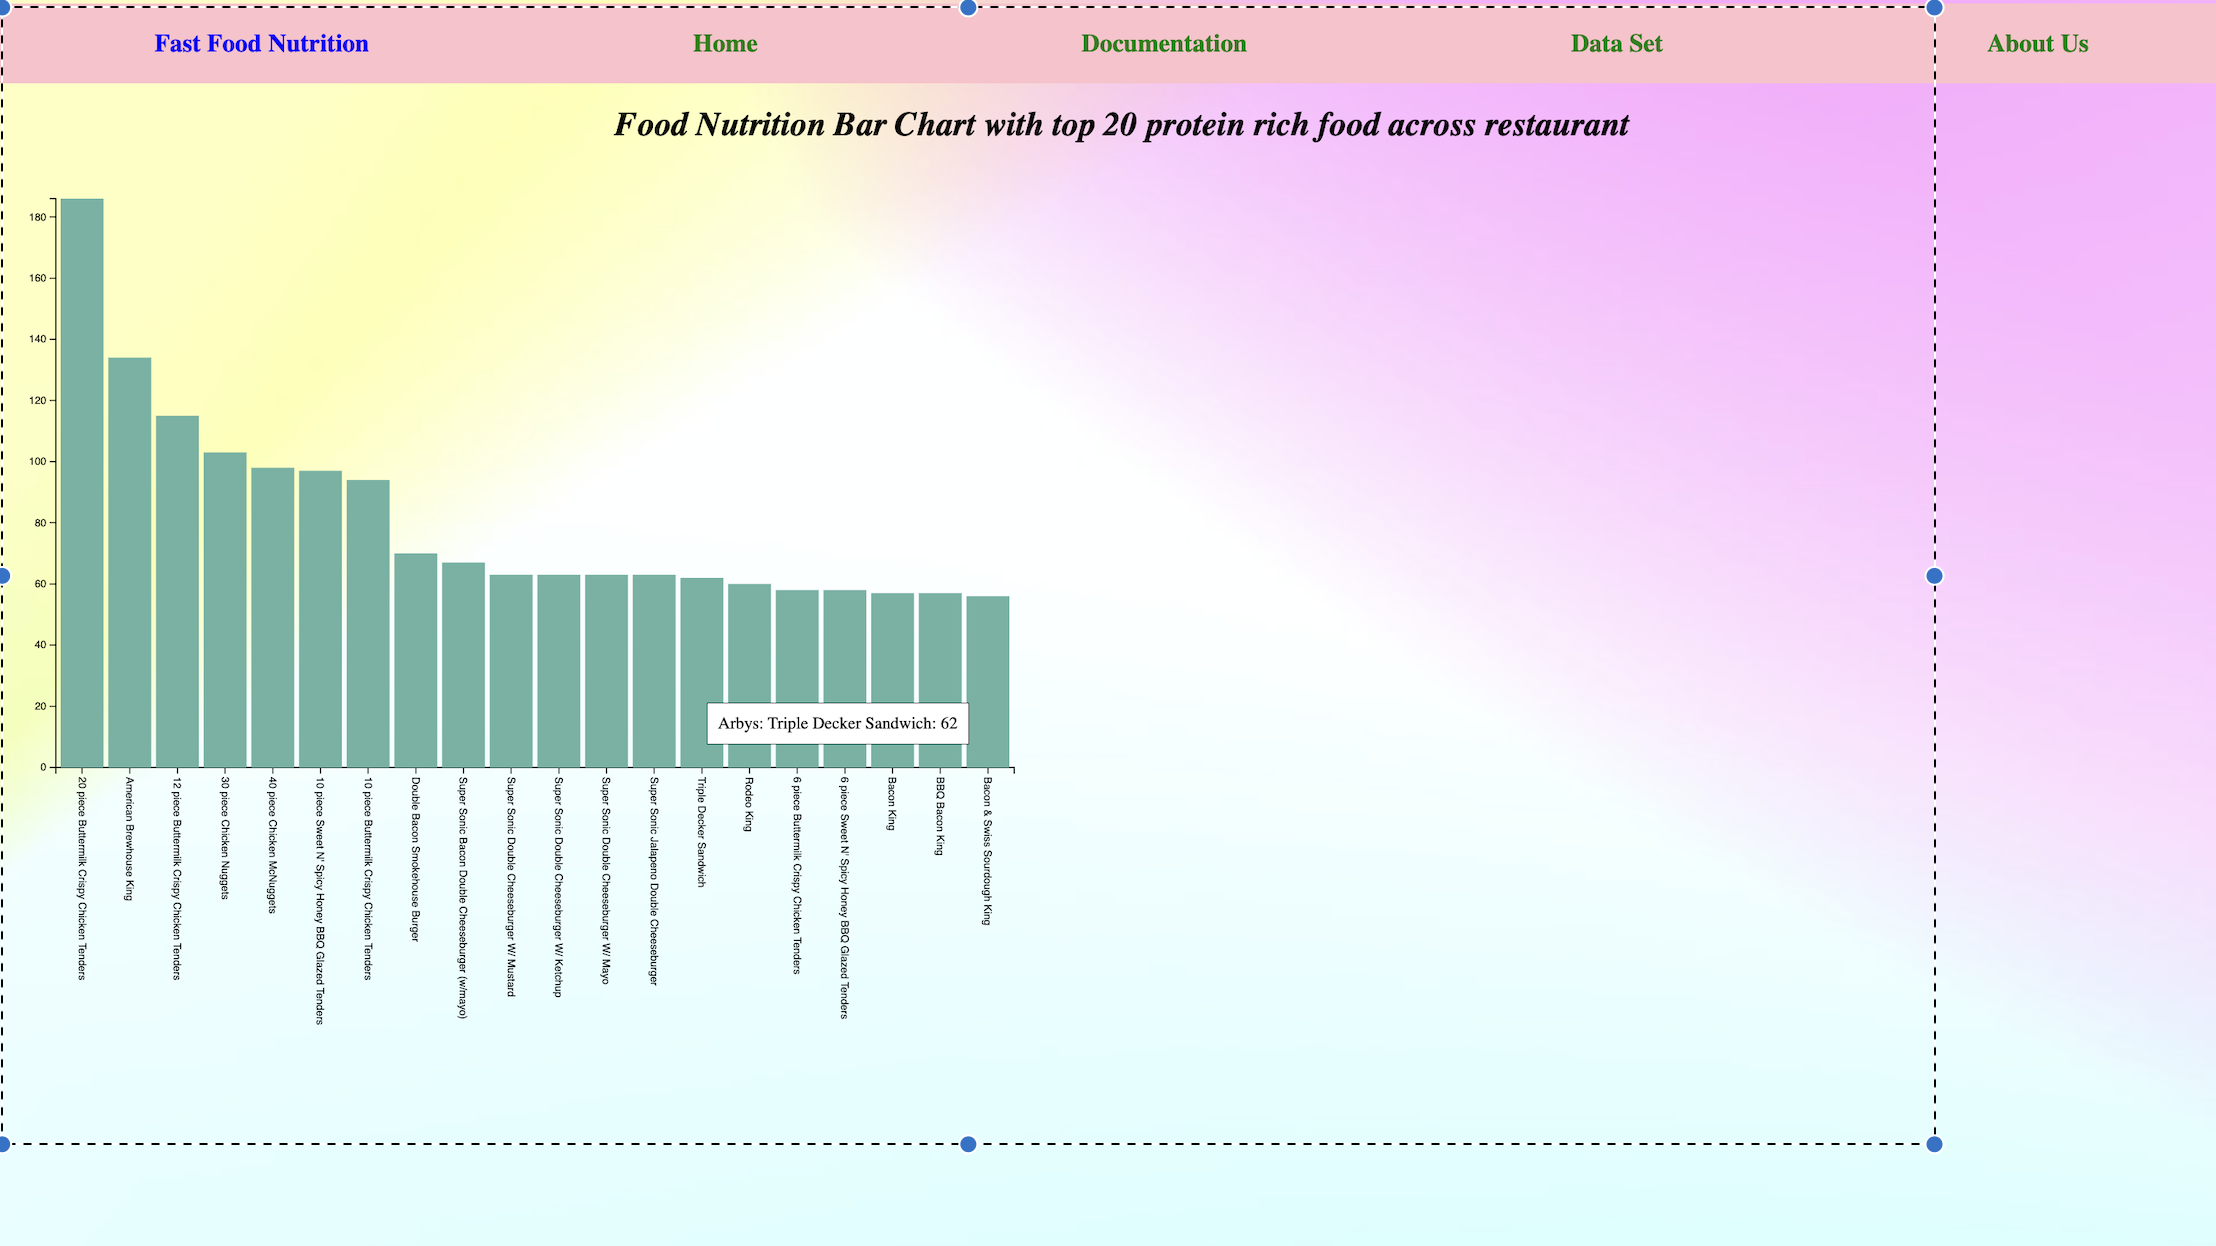 Fast Food Nutrition Home Documentation Data Set About Us
Food Nutrition Bar Chart with top 20 protein rich food across restaurant
180
160
140
120
100
80
60
40
20
0
Arbys: Triple Decker Sandwich: 62
20 piece Buttermilk Crispy Chicken Tenders
American Brewhouse King
12 piece Buttermilk Crispy Chicken Tenders
30 piece Chicken Nuggets
40 piece Chicken McNuggets
10 piece Sweet N' Spicy Honey BBQ Glazed Tenders
10 piece Buttermilk Crispy Chicken Tenders
Double Bacon Smokehouse Burger
Super Sonic Bacon Double Cheeseburger (w/mayo)
Super Sonic Double Cheeseburger W/ Mustard
Super Sonic Double Cheeseburger W/ Ketchup
Super Sonic Double Cheeseburger W/ Mayo
Super Sonic Jalapeno Double Cheeseburger
Triple Decker Sandwich
Rodeo King
6 piece Buttermilk Crispy Chicken Tenders
6 piece Sweet N' Spicy Honey BBQ Glazed Tenders
Bacon King
BBQ Bacon King
Bacon & Swiss Sourdough King